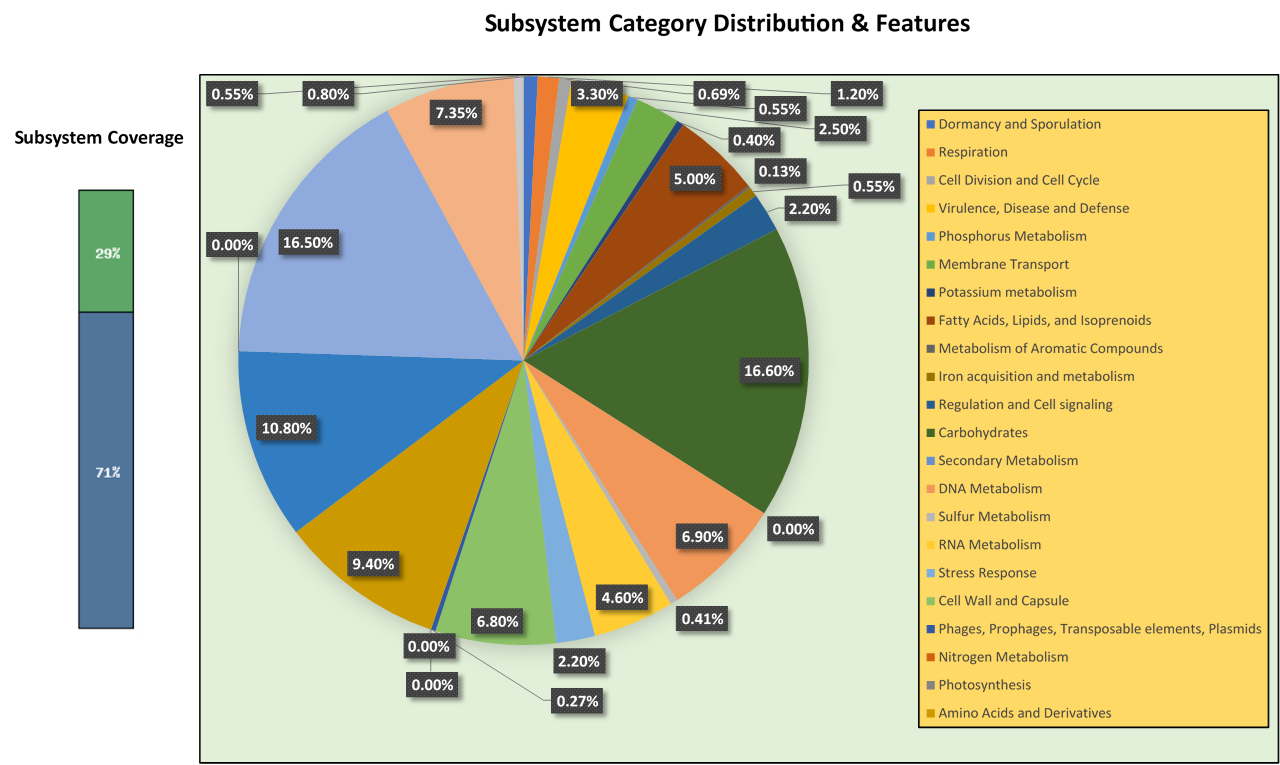 Subsystem Category Distribution & Features
Subsystem Coverage
29%
71%
0.55%
0.80%
7.35%
3.30%
0.69%
1.20%
0.55%
2.50%
0.40%
5.00%
0.13%
0.55%
2.20%
0.00%
16.50%
16.60%
10.80%
0.00%
6.90%
9.40%
4.60%
0.41%
6.80%
0.00%
2.20%
0.00%
0.27%
Dormancy and Sporulation
Respiration
Cell Division and Cell Cycle
Virulence, Disease and Defense
Phosphorus Metabolism
Membrane Transport
Potassium metabolism
Fatty Acids, Lipids, and Isoprenoids
Metabolism of Aromatic Compounds
Iron acquisition and metabolism
Regulation and Cell signaling
Carbohydrates
Secondary Metabolism
DNA Metabolism
Sulfur Metabolism
RNA Metabolism
Stress Response
Cell Wall and Capsule
Phages, Prophages, Transposable elements, Plasmids
Nitrogen Metabolism
Photosynthesis
Amino Acids and Derivatives